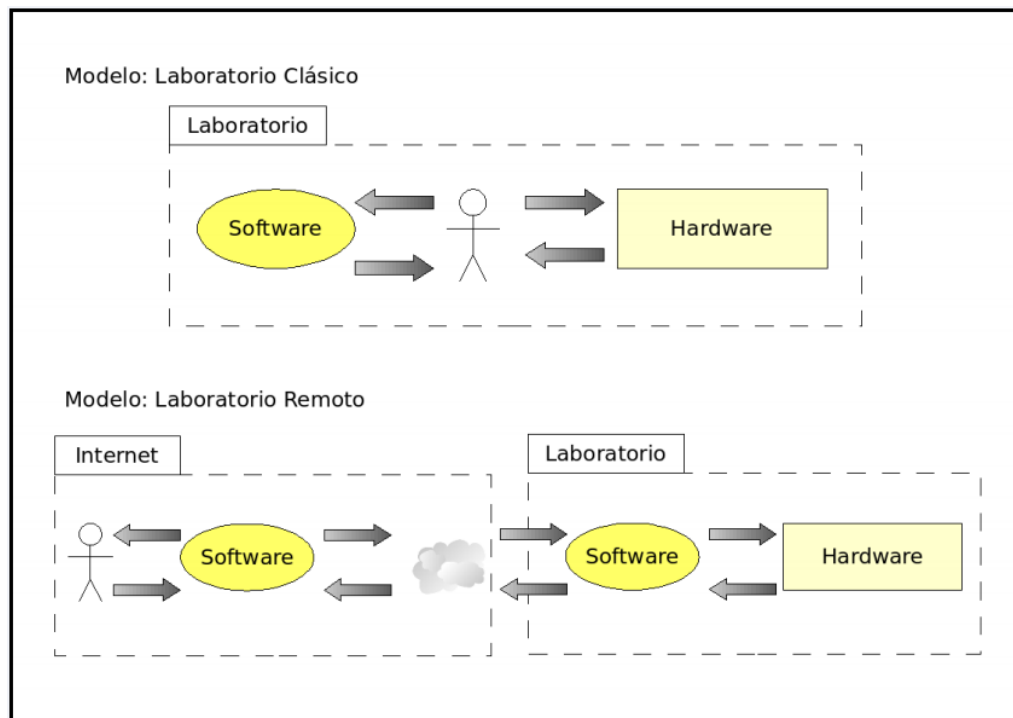 Modelo: Laboratorio Clásico
Laboratorio
Software
Hardware
Modelo: Laboratorio Remoto
Internet
Laboratorio
Software
Software
Hardware